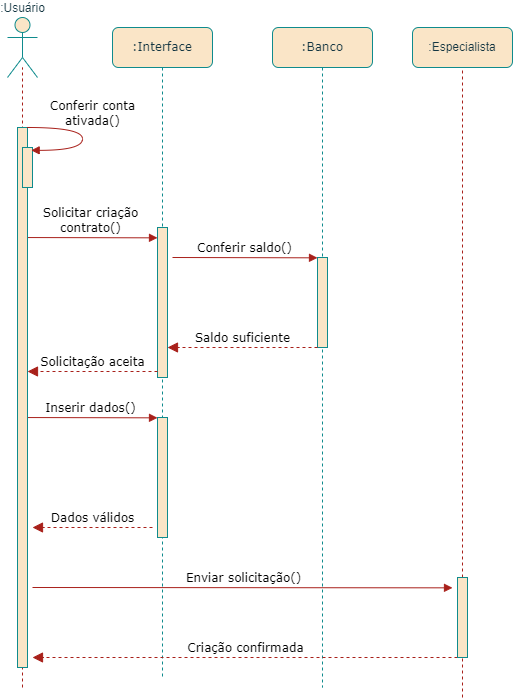 :Usuário
:Interface
:Banco
:Especialista
Conferir conta
ativada()
Solicitar criação
contrato()
Conferir saldo()
Saldo suficiente
Solicitação aceita
Inserir dados()
Dados válidos
Enviar solicitação()
Criação confirmada